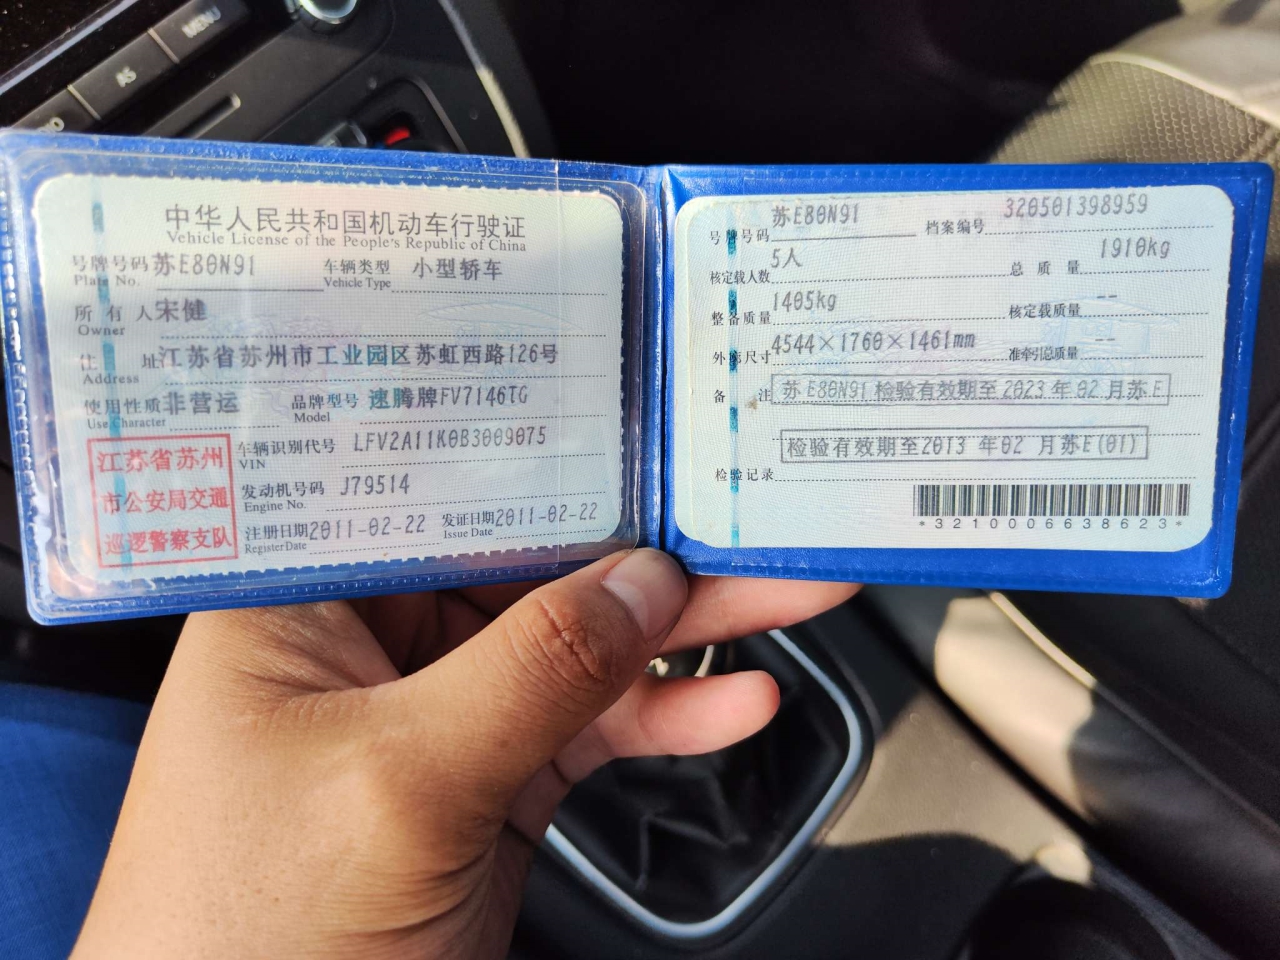 MENU
AS
中华人民共和国机动车行驶证
Vehicle License of the People's Republic of China
号牌号码 苏E80N91 车辆类型 小型轿车
Plate No. Vehicle Type
所有人 宋健
Owner
住址 江苏省苏州市工业园区苏虹西路126号
Address
使用性质 非营运 品牌型号 速腾牌FV7146TG
Use Character Model
江苏省苏州
市公安局交通
巡逻警察支队
车辆识别代号 LFV2A11K0B3009075
VIN
发动机号码 J79514
Engine No.
注册日期 2011-02-22 发证日期 2011-02-22
Register Date Issue Date
号牌号码 苏E80N91 档案编号 320501398959
核定载人数 5人 总质量 1910kg
整备质量 1405kg 核定载质量 --
外廓尺寸 4544×1760×1461mm 准牵引总质量 --
备注 苏E80N91 检验有效期至2023年02月苏E
检验有效期至2013年02月苏E(01)
检验记录
*3210006638623*